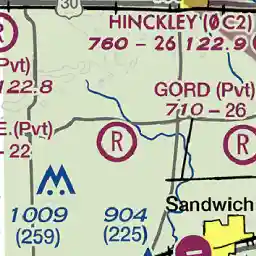 30
HINCKLEY (0C2)
760 - 26 122.9
R
Pvt)
122.8
GORD (Pvt)
710 - 26
E.(Pvt)
- 22
R
R
Sandwich
1009
(259)
904
(225)